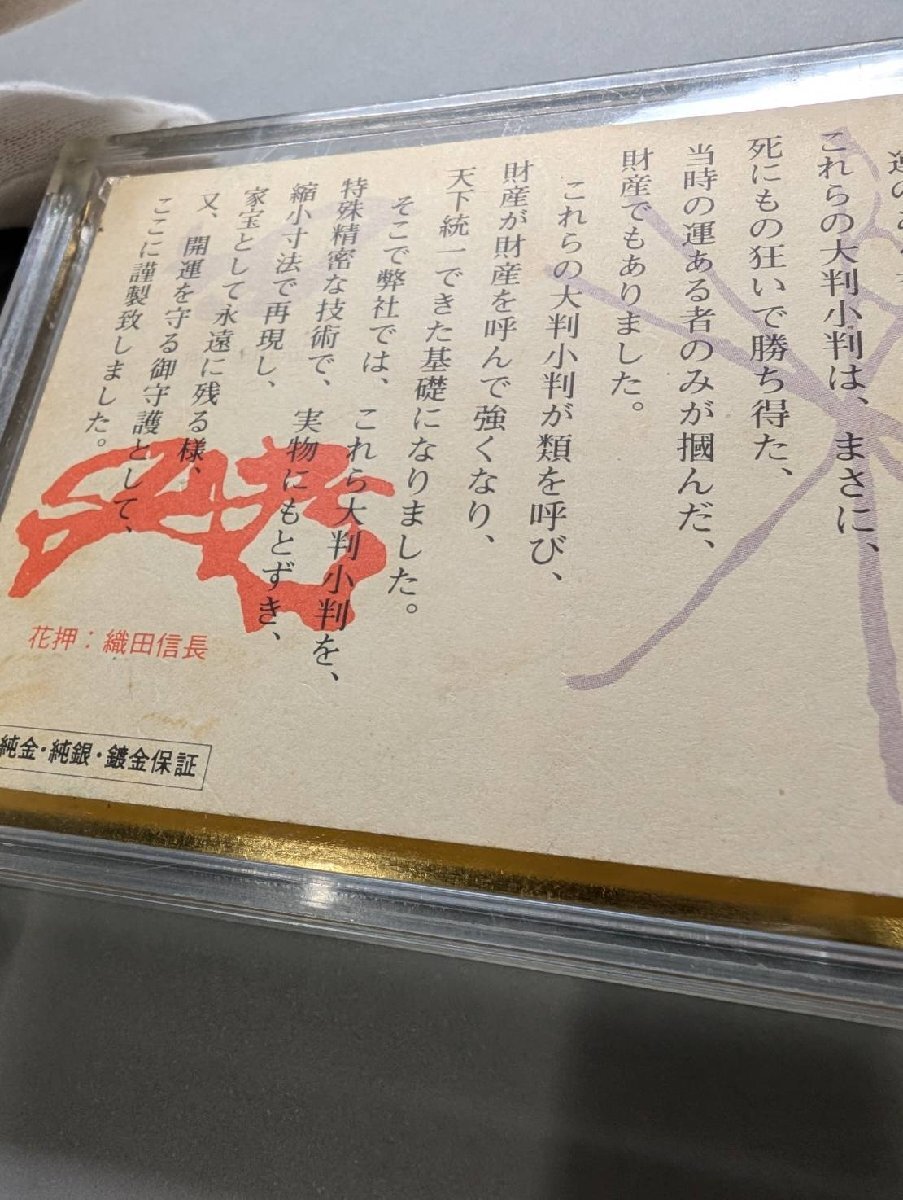 これらの大判小判は、まさに、
死にもの狂いで勝ち得た、
当時の運ある者のみが摑んだ、
財産でもありました。
これらの大判小判が類を呼び、
財産が財産を呼んで強くなり、
天下統一できた基礎になりました。
そこで弊社では、これら大判小判を、
特殊精密な技術で、実物にもとずき、
縮小寸法で再現し、
家宝として永遠に残る様、
又、開運を守る御守護として、
ここに謹製致しました。
花押:織田信長
純金・純銀・鍍金保証